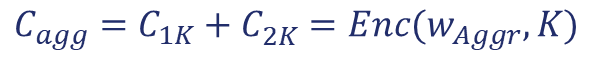 C_agg = C_1K + C_2K = Enc(w_Aggr, K)